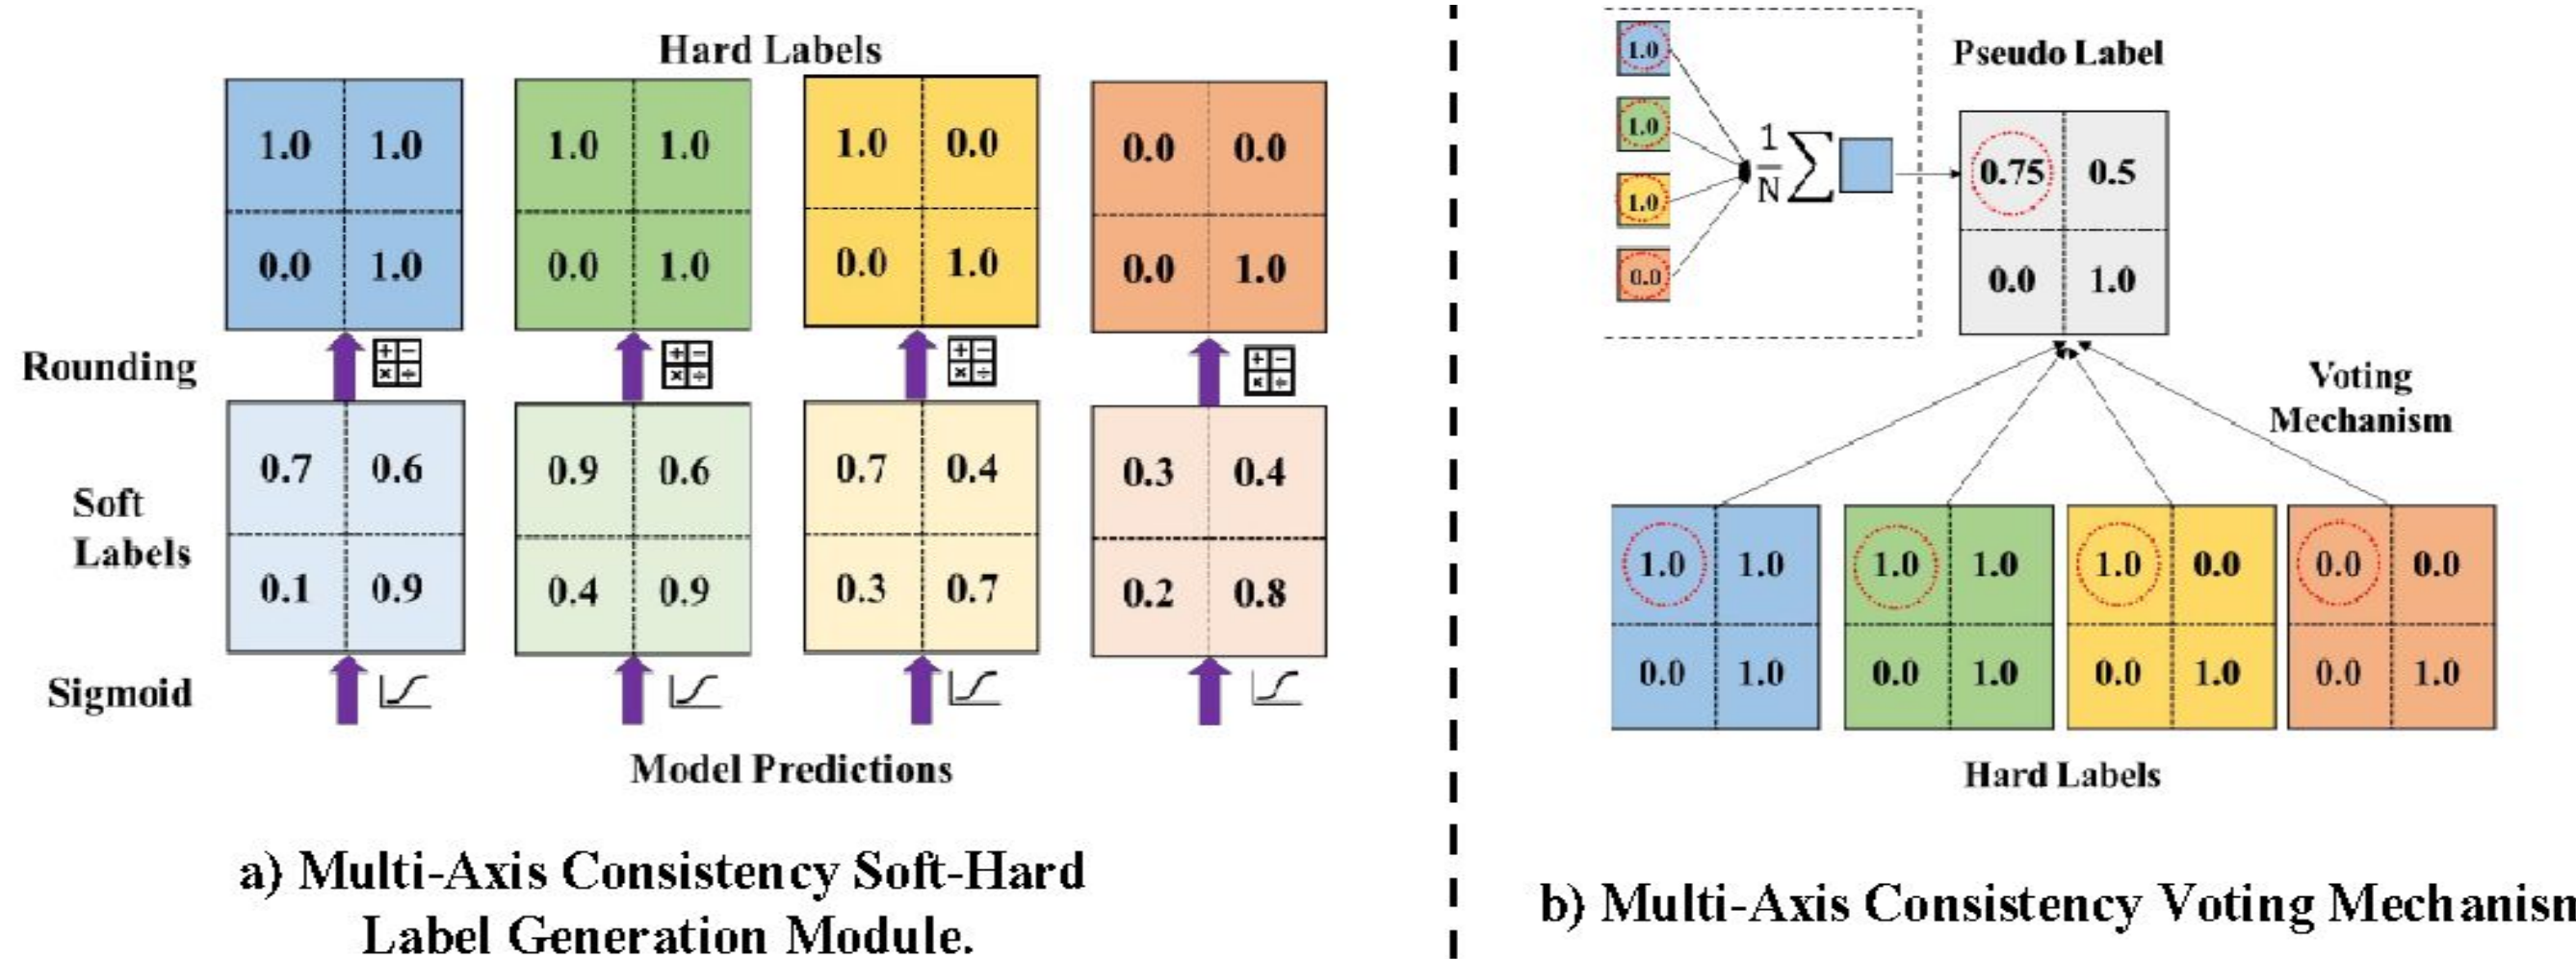 Hard Labels
1.0 1.0 1.0 1.0 1.0 0.0 0.0 0.0
0.0 1.0 0.0 1.0 0.0 1.0 0.0 1.0
Rounding
0.7 0.6 0.9 0.6 0.7 0.4 0.3 0.4
Soft
Labels
0.1 0.9 0.4 0.9 0.3 0.7 0.2 0.8
Sigmoid
Model Predictions
a) Multi-Axis Consistency Soft-Hard
Label Generation Module.
1.0
1.0
1.0
0.0
1/N ∑
Pseudo Label
0.75 0.5
0.0 1.0
Voting
Mechanism
1.0 1.0 1.0 1.0 1.0 0.0 0.0 0.0
0.0 1.0 0.0 1.0 0.0 1.0 0.0 1.0
Hard Labels
b) Multi-Axis Consistency Voting Mechanism